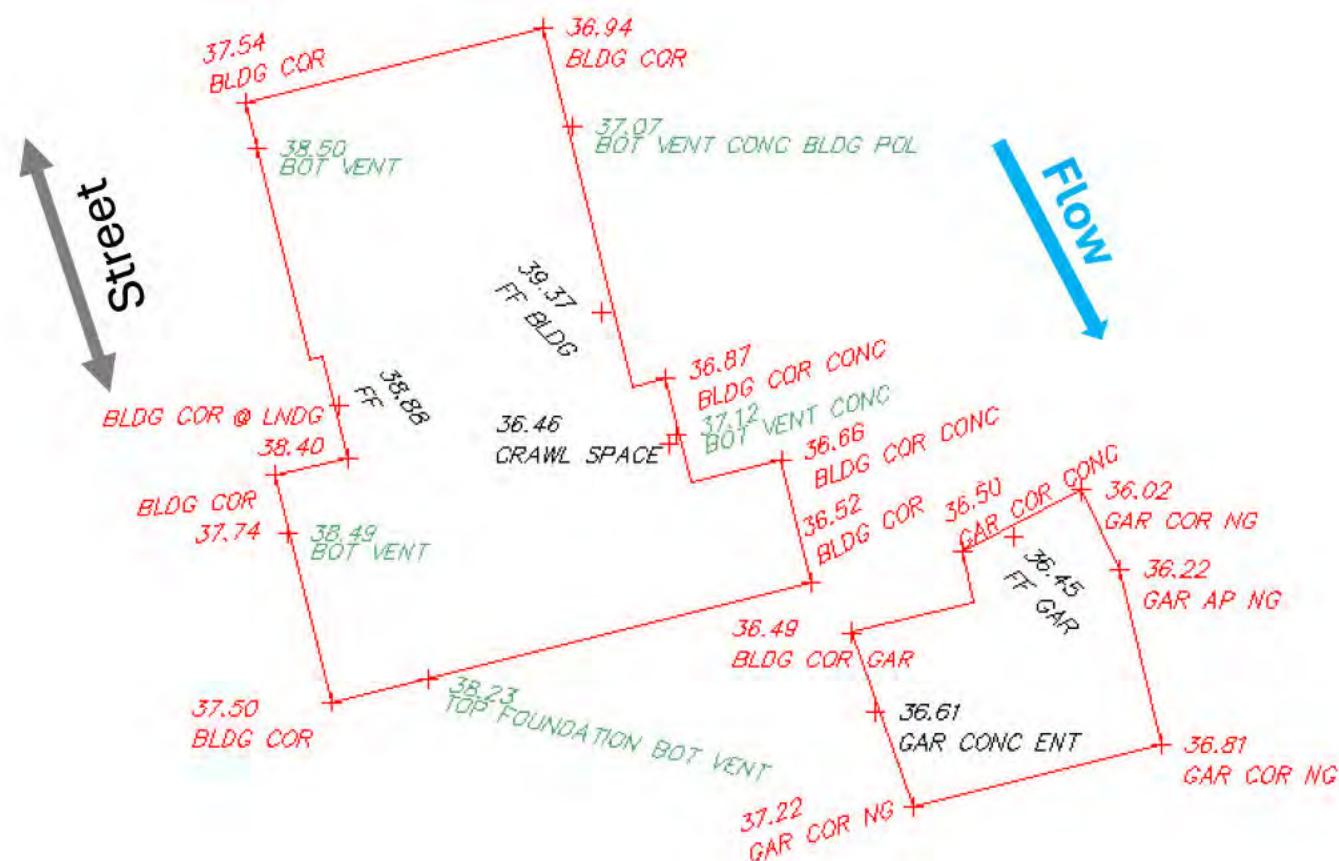 37.54
BLDG COR
36.94
BLDG COR
38.50
BOT VENT
37.07
BOT VENT CONC BLDG POL
Street
Flow
39.37
FF BLDG
36.87
BLDG COR CONC
38.88
FF
BLDG COR @ LNDG
38.40
37.12
BOT VENT CONC
36.46
CRAWL SPACE
36.66
BLDG COR CONC
BLDG COR
37.74
38.49
BOT VENT
36.52
BLDG COR
36.50
GAR COR CONC
36.02
GAR COR NG
36.45
FF GAR
36.22
GAR AP NG
36.49
BLDG COR GAR
37.50
BLDG COR
38.23
TOP FOUNDATION BOT VENT
36.61
GAR CONC ENT
36.81
GAR COR NG
37.22
GAR COR NG